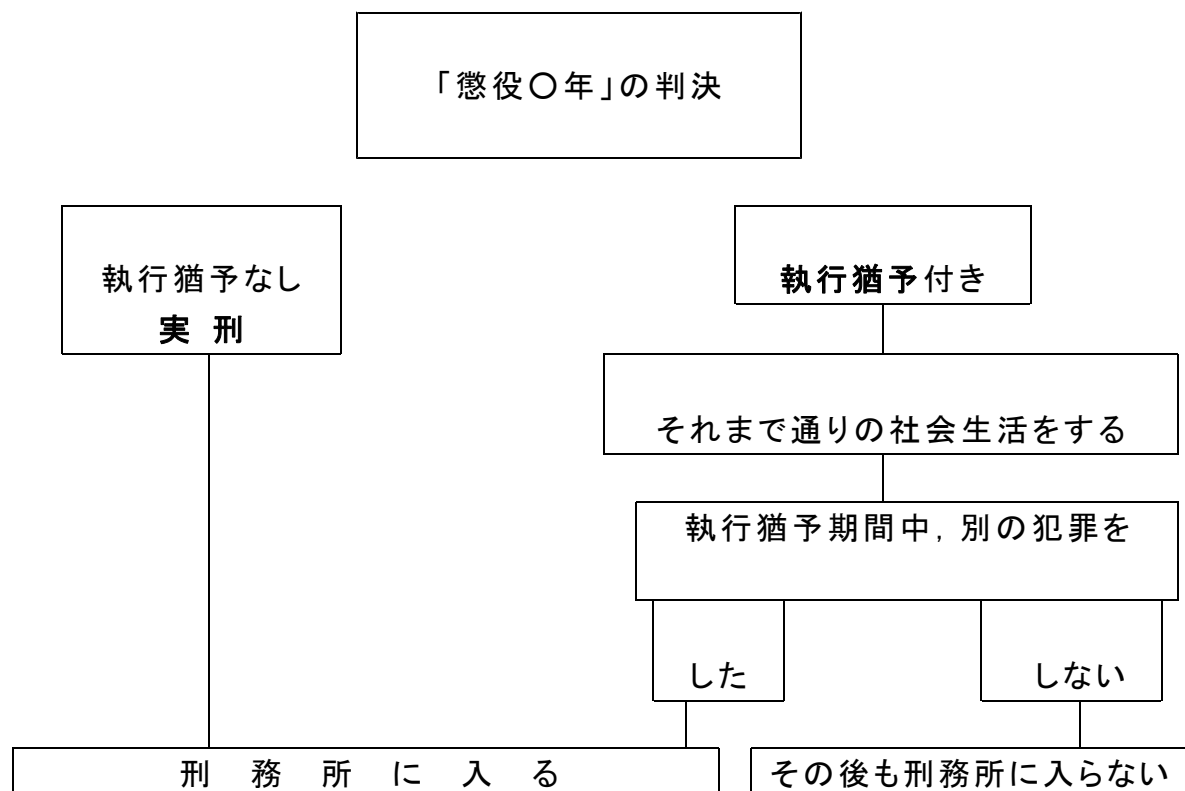 「懲役〇年」の判決
執行猶予なし
実 刑
執行猶予付き
それまで通りの社会生活をする
執行猶予期間中，別の犯罪を
した
しない
刑 務 所 に 入 る
その後も刑務所に入らない